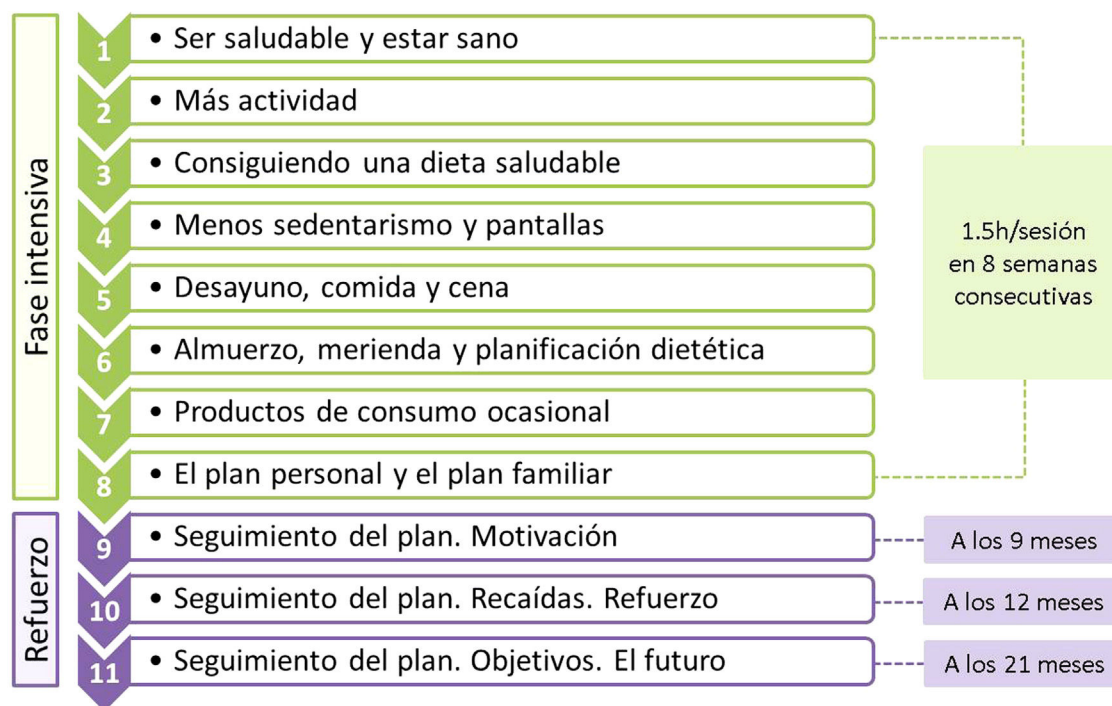 Fase intensiva
1
• Ser saludable y estar sano
2
• Más actividad
3
• Consiguiendo una dieta saludable
4
• Menos sedentarismo y pantallas
5
• Desayuno, comida y cena
6
• Almuerzo, merienda y planificación dietética
7
• Productos de consumo ocasional
8
• El plan personal y el plan familiar
1.5h/sesión
en 8 semanas
consecutivas
Refuerzo
9
• Seguimiento del plan. Motivación
A los 9 meses
10
• Seguimiento del plan. Recaídas. Refuerzo
A los 12 meses
11
• Seguimiento del plan. Objetivos. El futuro
A los 21 meses